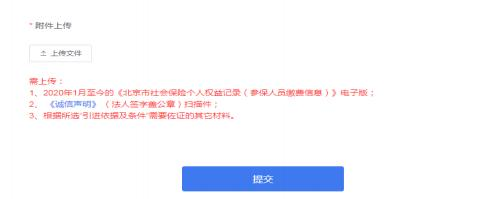 * 附件上传
上传文件
需上传：
1、2020年1月至今的《北京市社会保险个人权益记录（参保人员缴费信息）》电子版；
2、 《诚信声明》（法人签字盖公章）扫描件；
3、根据所选“引进依据及条件”需要佐证的其它材料。
提交